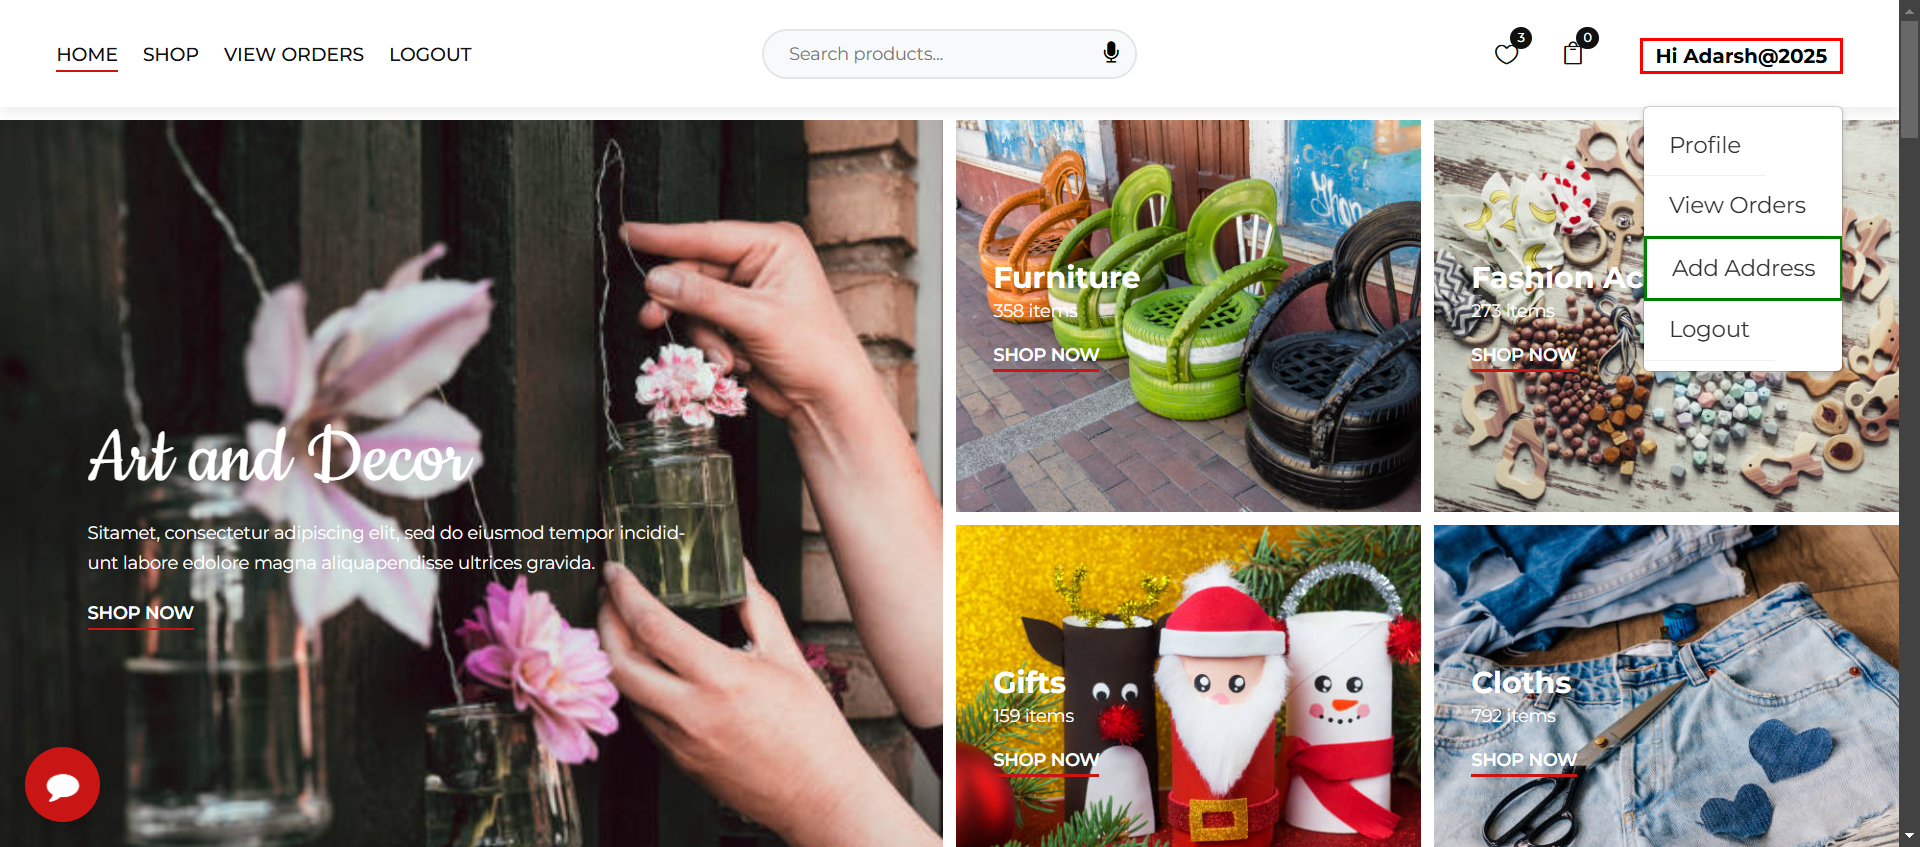 HOME SHOP VIEW ORDERS LOGOUT
Search products...
3
0
Hi Adarsh@2025
Profile
View Orders
Add Address
Logout
Art and Decor
Sitamet, consectetur adipiscing elit, sed do eiusmod tempor incidid-
unt labore edolore magna aliquapendisse ultrices gravida.
SHOP NOW
Furniture
358 items
SHOP NOW
Fashion Ac
273 items
SHOP NOW
Gifts
159 items
SHOP NOW
Cloths
792 items
SHOP NOW